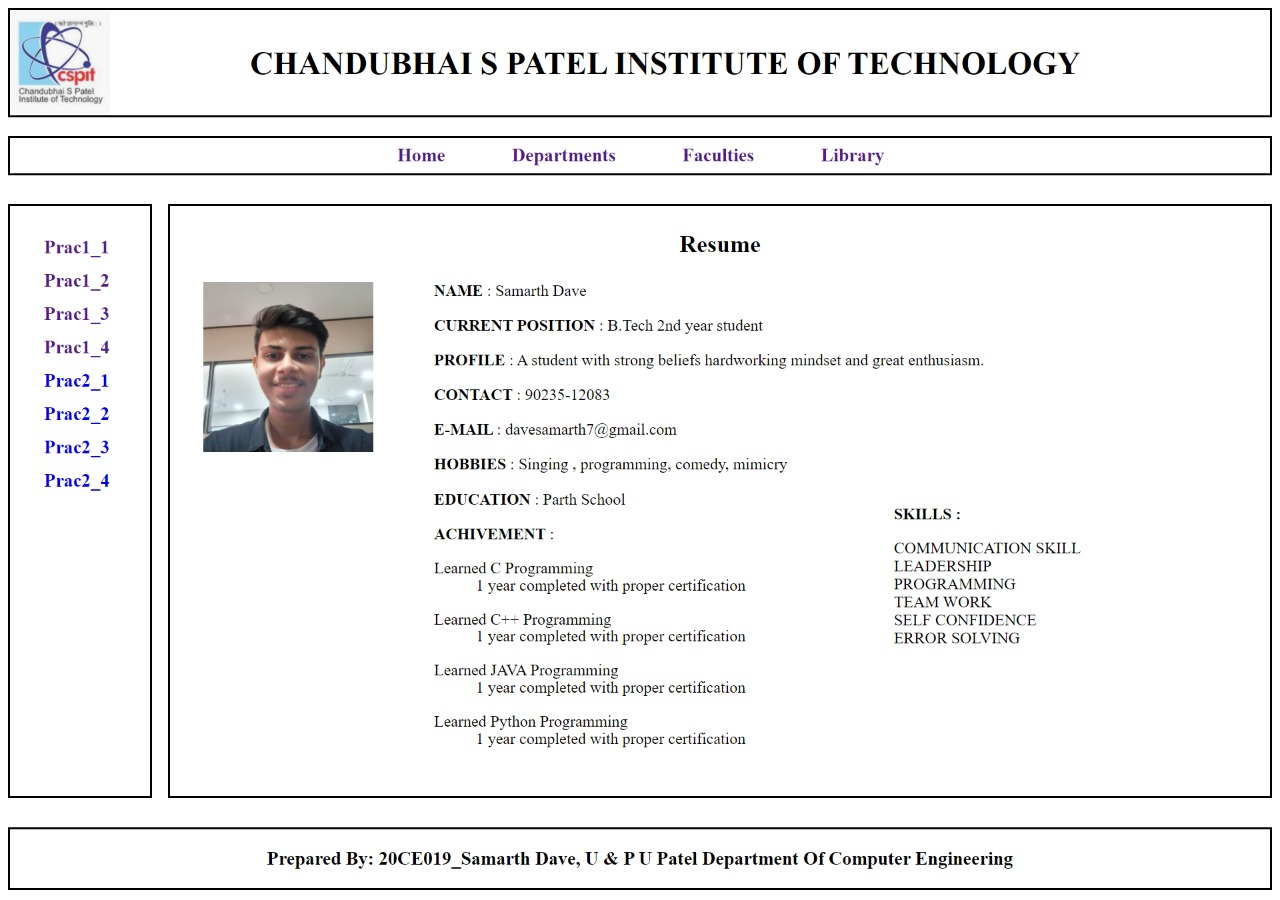 cspit
Chandubhai S Patel
Institute of Technology
CHANDUBHAI S PATEL INSTITUTE OF TECHNOLOGY
Home Departments Faculties Library
Prac1_1
Prac1_2
Prac1_3
Prac1_4
Prac2_1
Prac2_2
Prac2_3
Prac2_4
Resume
NAME : Samarth Dave
CURRENT POSITION : B.Tech 2nd year student
PROFILE : A student with strong beliefs hardworking mindset and great enthusiasm.
CONTACT : 90235-12083
E-MAIL : davesamarth7@gmail.com
HOBBIES : Singing , programming, comedy, mimicry
EDUCATION : Parth School
ACHIVEMENT :
Learned C Programming
1 year completed with proper certification
Learned C++ Programming
1 year completed with proper certification
Learned JAVA Programming
1 year completed with proper certification
Learned Python Programming
1 year completed with proper certification
SKILLS :
COMMUNICATION SKILL
LEADERSHIP
PROGRAMMING
TEAM WORK
SELF CONFIDENCE
ERROR SOLVING
Prepared By: 20CE019_Samarth Dave, U & P U Patel Department Of Computer Engineering